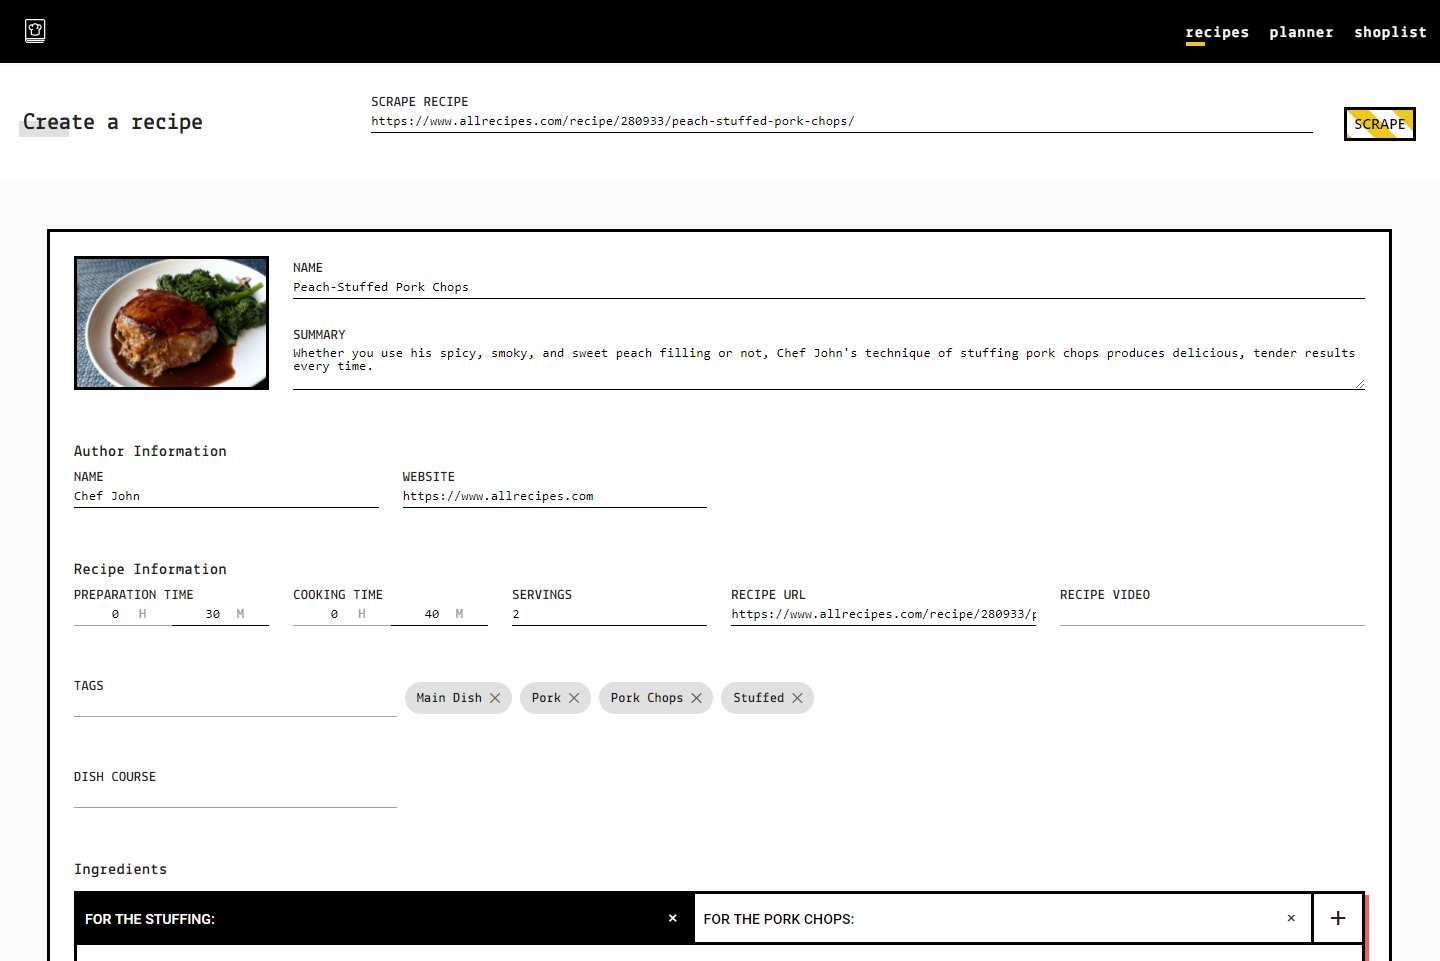 recipes planner shoplist
Create a recipe
SCRAPE RECIPE
https://www.allrecipes.com/recipe/280933/peach-stuffed-pork-chops/
SCRAPE
NAME
Peach-Stuffed Pork Chops
SUMMARY
Whether you use his spicy, smoky, and sweet peach filling or not, Chef John's technique of stuffing pork chops produces delicious, tender results
every time.
Author Information
NAME
Chef John
WEBSITE
https://www.allrecipes.com
Recipe Information
PREPARATION TIME
0 H 30 M
COOKING TIME
0 H 40 M
SERVINGS
2
RECIPE URL
https://www.allrecipes.com/recipe/280933/p
RECIPE VIDEO
TAGS
Main Dish × Pork × Pork Chops × Stuffed ×
DISH COURSE
Ingredients
FOR THE STUFFING: × FOR THE PORK CHOPS: × +